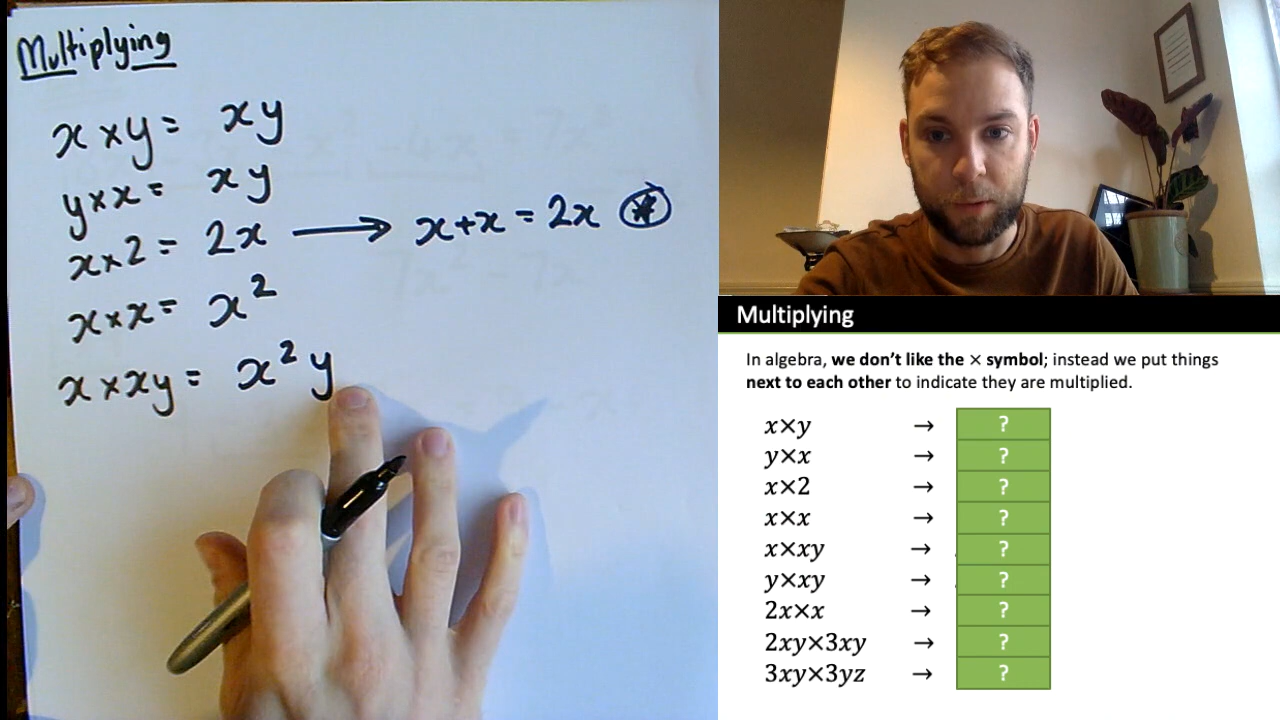 Multiplying
x × y = xy
y × x = xy
x × 2 = 2x → x + x = 2x *
x × x = x²
x × xy = x² y
Multiplying
In algebra, we don't like the × symbol; instead we put things
next to each other to indicate they are multiplied.
x×y → ?
y×x → ?
x×2 → ?
x×x → ?
x×xy → ?
y×xy → ?
2x×x → ?
2xy×3xy → ?
3xy×3yz → ?